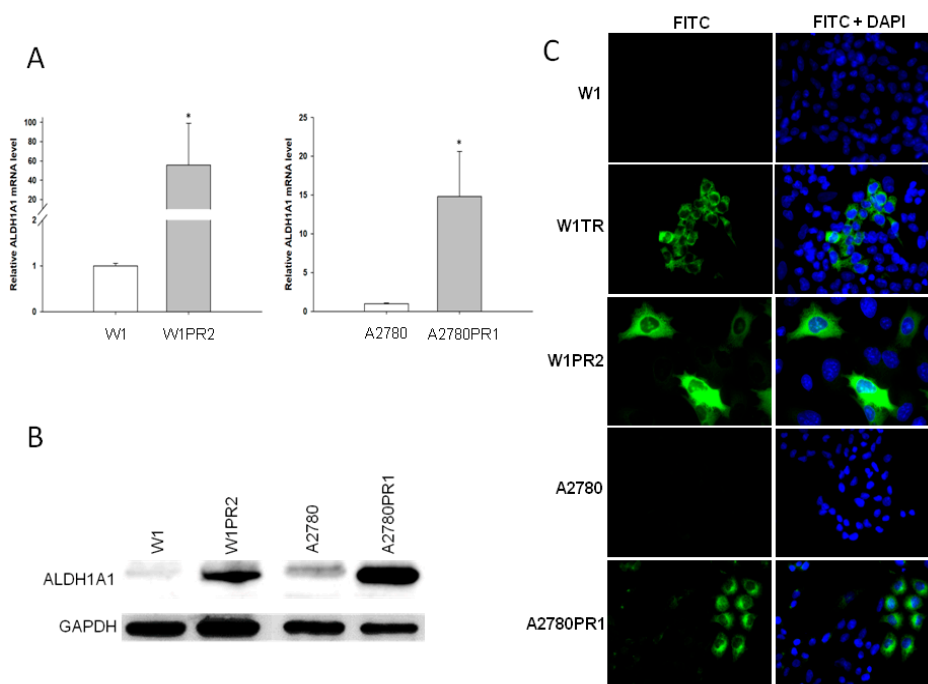 A
Relative ALDH1A1 mRNA level
100
80
60
40
20
2
1
0
*
W1
W1PR2
Relative ALDH1A1 mRNA level
25
20
15
10
5
0
*
A2780
A2780PR1
B
W1
W1PR2
A2780
A2780PR1
ALDH1A1
GAPDH
C
FITC
FITC + DAPI
W1
W1TR
W1PR2
A2780
A2780PR1